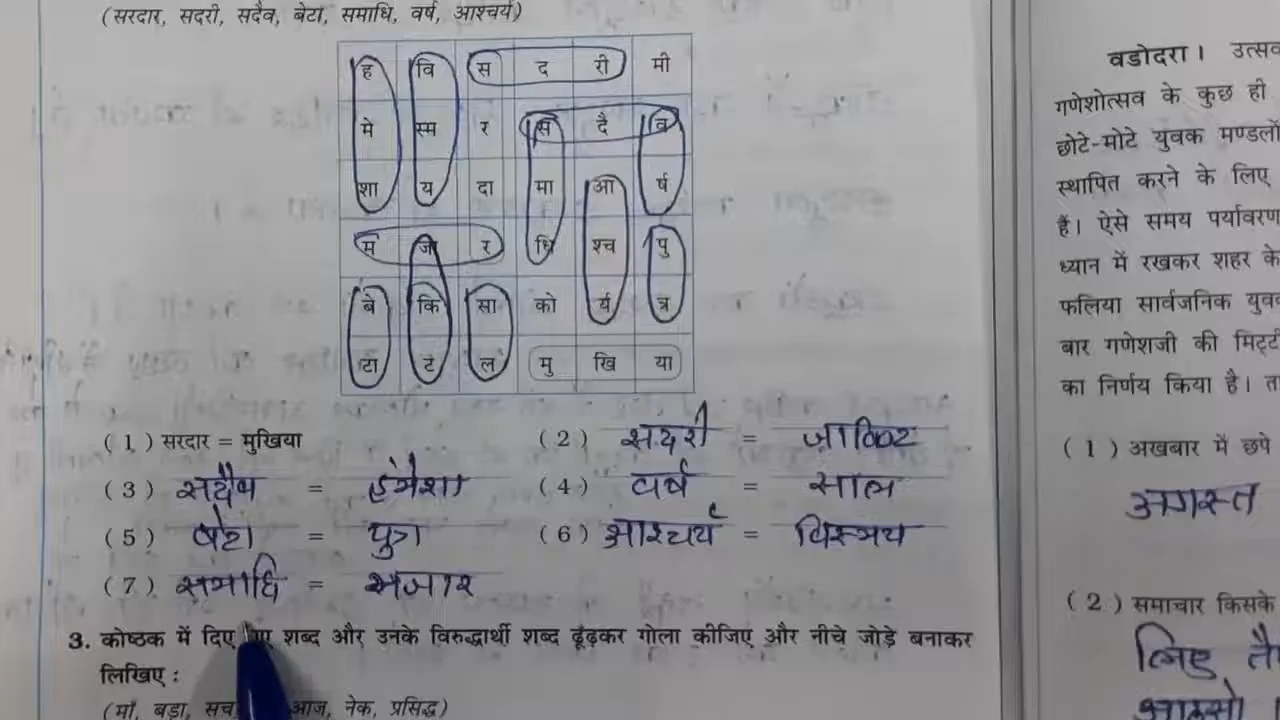 (सरदार, सदरी, सदैव, बेटा, समाधि, वर्ष, आश्चर्य)
ह वि स द री मी
मे स्म र स दै व
शा य दा मा आ र्ष
म जा र धि श्च पु
बे कि सा को र्य त्र
टा ट ल मु खि या
(1) सरदार = मुखिया
(2) सदरी = जाकिट
(3) सदैव = हमेशा
(4) वर्ष = साल
(5) बेटा = पुत्र
(6) आश्चर्य = विस्मय
(7) समाधि = मजार
3. कोष्ठक में दिए गए शब्द और उनके विरुद्धार्थी शब्द ढूंढ़कर गोला कीजिए और नीचे जोड़े बनाकर
लिखिए :
(माँ, बड़ा, सच आज, नेक, प्रसिद्ध)
वडोदरा। उत्सव
गणेशोत्सव के कुछ ही
छोटे-मोटे युवक मण्डलों
स्थापित करने के लिए
है। ऐसे समय पर्यावरण
ध्यान में रखकर शहर के
फलिया सार्वजनिक युव
बार गणेशजी की मिट्टी
का निर्णय किया है।
(1) अखबार में छपे
अगस्त
(2) समाचार किसके
लिए